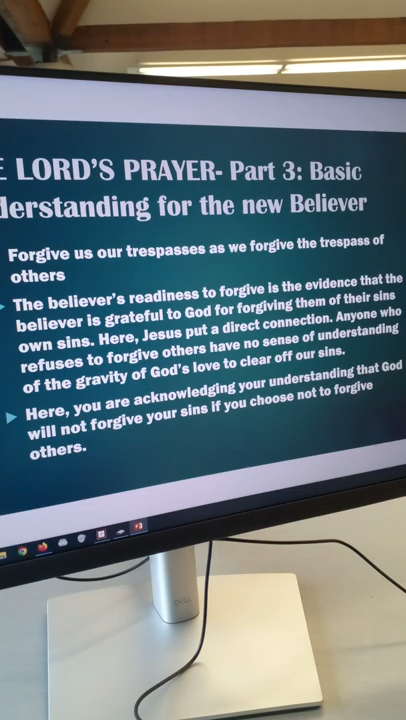 E LORD'S PRAYER- Part 3: Basic
derstanding for the new Believer
Forgive us our trespasses as we forgive the trespass of
others
The believer's readiness to forgive is the evidence that the
believer is grateful to God for forgiving them of their sins
own sins. Here, Jesus put a direct connection. Anyone who
refuses to forgive others have no sense of understanding
of the gravity of God's love to clear off our sins.
Here, you are acknowledging your understanding that God
will not forgive your sins if you choose not to forgive
others.
DELL